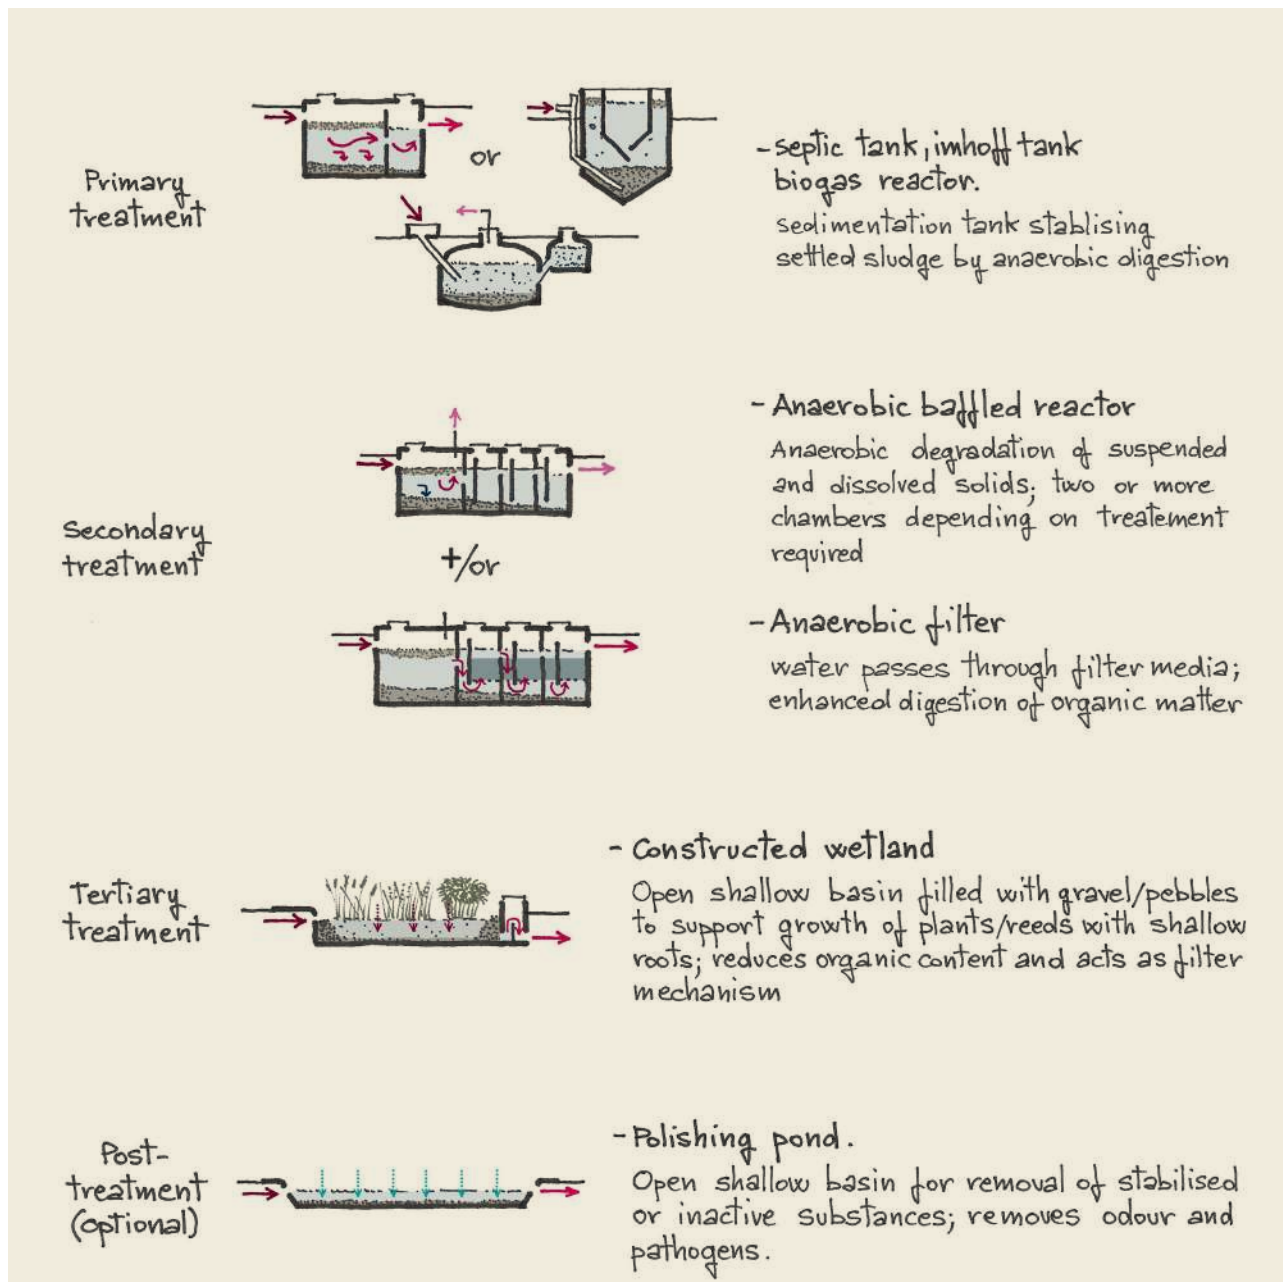 Primary
treatment
or
- septic tank, imhoff tank
biogas reactor.
sedimentation tank stablising
settled sludge by anaerobic digestion
Secondary
treatment
+/or
- Anaerobic baffled reactor
Anaerobic degradation of suspended
and dissolved solids; two or more
chambers depending on treatement
required
- Anaerobic filter
water passes through filter media;
enhanced digestion of organic matter
Tertiary
treatment
- Constructed wetland
Open shallow basin filled with gravel/pebbles
to support growth of plants/reeds with shallow
roots; reduces organic content and acts as filter
mechanism
Post-
treatment
(optional)
- Polishing pond.
Open shallow basin for removal of stabilised
or inactive substances; removes odour and
pathogens.